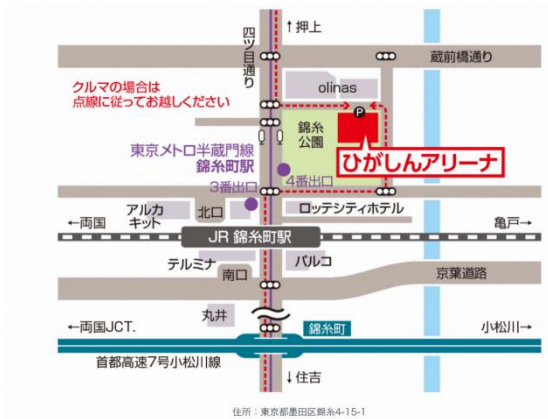 ↑押上
四ツ目通り
蔵前橋通り
クルマの場合は
点線に従ってお越しください
olinas
P
錦糸
公園
ひがしんアリーナ
東京メトロ半蔵門線
錦糸町駅
3番出口
4番出口
←両国
アルカ
キット
北口
ロッテシティホテル
亀戸→
JR 錦糸町駅
テルミナ
南口
パルコ
京葉道路
丸井
←両国JCT.
錦糸町
小松川→
首都高速7号小松川線
↓住吉
住所：東京都墨田区錦糸4-15-1